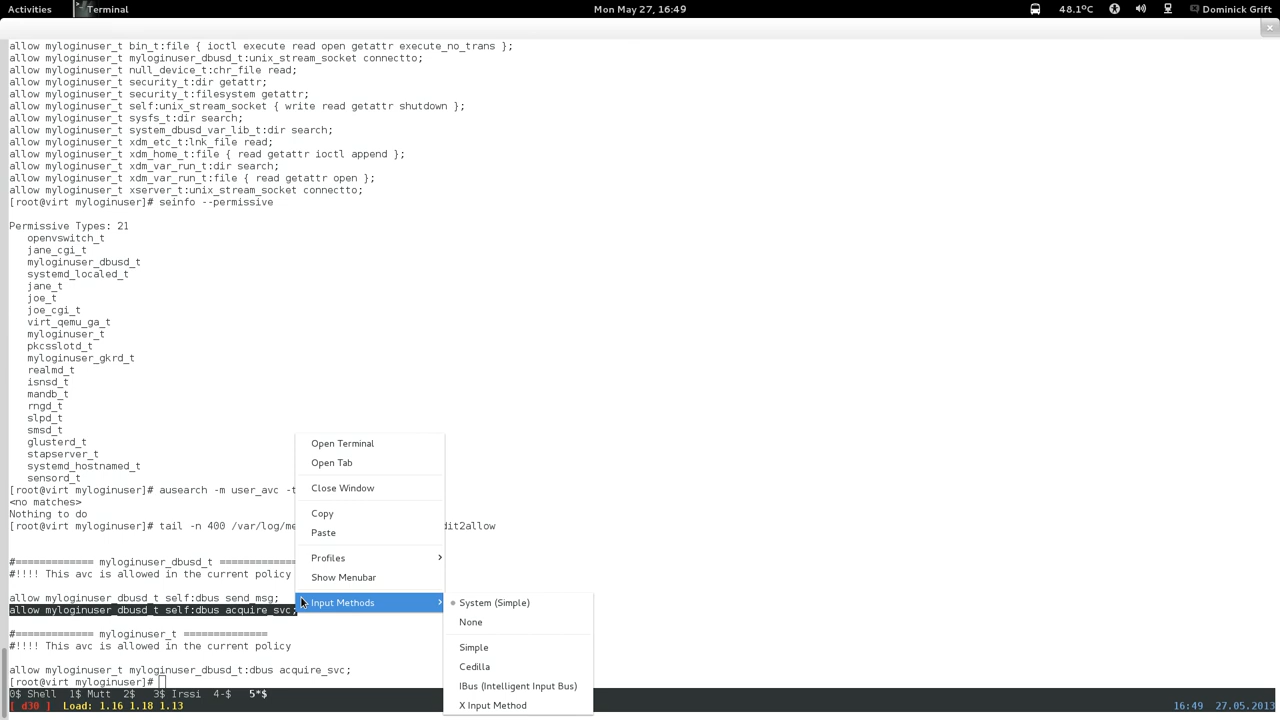 Activities Terminal Mon May 27, 16:49 48.1°C Dominick Grift
allow myloginuser_t bin_t:file { ioctl execute read open getattr execute_no_trans };
allow myloginuser_t myloginuser_dbusd_t:unix_stream_socket connectto;
allow myloginuser_t null_device_t:chr_file read;
allow myloginuser_t security_t:dir getattr;
allow myloginuser_t security_t:filesystem getattr;
allow myloginuser_t self:unix_stream_socket { write read getattr shutdown };
allow myloginuser_t sysfs_t:dir search;
allow myloginuser_t system_dbusd_var_lib_t:dir search;
allow myloginuser_t xdm_etc_t:lnk_file read;
allow myloginuser_t xdm_home_t:file { read getattr ioctl append };
allow myloginuser_t xdm_var_run_t:dir search;
allow myloginuser_t xdm_var_run_t:file { read getattr open };
allow myloginuser_t xserver_t:unix_stream_socket connectto;
[root@virt myloginuser]# seinfo --permissive
Permissive Types: 21
openvswitch_t
jane_cgi_t
myloginuser_dbusd_t
systemd_localed_t
jane_t
joe_t
joe_cgi_t
virt_qemu_ga_t
myloginuser_t
pkcsslotd_t
myloginuser_gkrd_t
realmd_t
isnsd_t
mandb_t
rngd_t
slpd_t
smsd_t
glusterd_t
stapserver_t
systemd_hostnamed_t
sensord_t
[root@virt myloginuser]# ausearch -m user_avc -t
<no matches>
Nothing to do
[root@virt myloginuser]# tail -n 400 /var/log/me dit2allow
#============= myloginuser_dbusd_t ============
#!!!! This avc is allowed in the current policy
allow myloginuser_dbusd_t self:dbus send_msg;
allow myloginuser_dbusd_t self:dbus acquire_svc;
#============= myloginuser_t ==============
#!!!! This avc is allowed in the current policy
allow myloginuser_t myloginuser_dbusd_t:dbus acquire_svc;
[root@virt myloginuser]#
0$ Shell 1$ Mutt 2$ 3$ Irssi 4-$ 5*$
[ d30 ] Load: 1.16 1.18 1.13 16:49 27.05.2013
Open Terminal
Open Tab
Close Window
Copy
Paste
Profiles
Show Menubar
Input Methods
System (Simple)
None
Simple
Cedilla
IBus (Intelligent Input Bus)
X Input Method